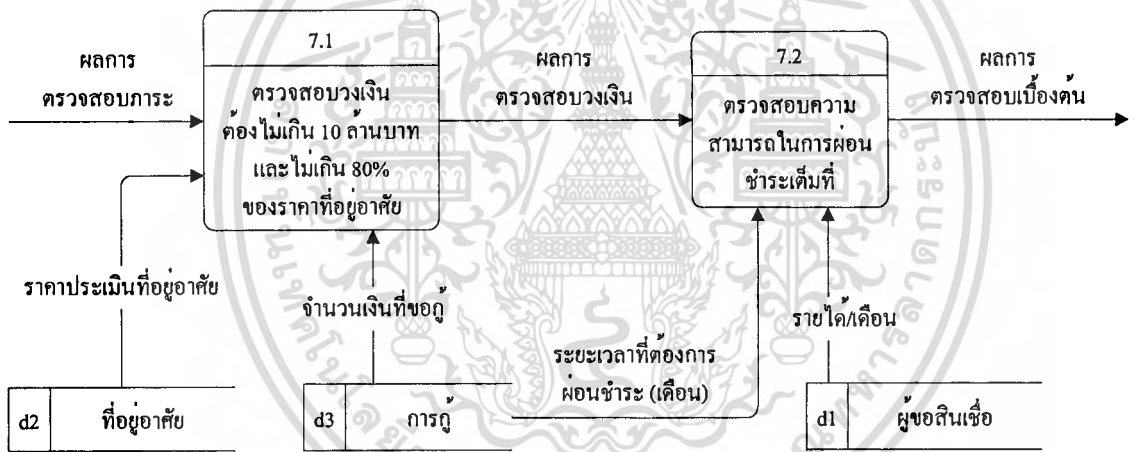 7.1
ตรวจสอบวงเงิน
ต้องไม่เกิน 10 ล้านบาท
และไม่เกิน 80%
ของราคาที่อยู่อาศัย
7.2
ตรวจสอบความ
สามารถในการผ่อน
ชำระเต็มที่
ผลการ
ตรวจสอบภาระ
ผลการ
ตรวจสอบวงเงิน
ผลการ
ตรวจสอบเบื้องต้น
ราคาประเมินที่อยู่อาศัย
จำนวนเงินที่ขอกู้
ระยะเวลาที่ต้องการ
ผ่อนชำระ (เดือน)
รายได้/เดือน
d2 ที่อยู่อาศัย
d3 การกู้
d1 ผู้ขอสินเชื่อ